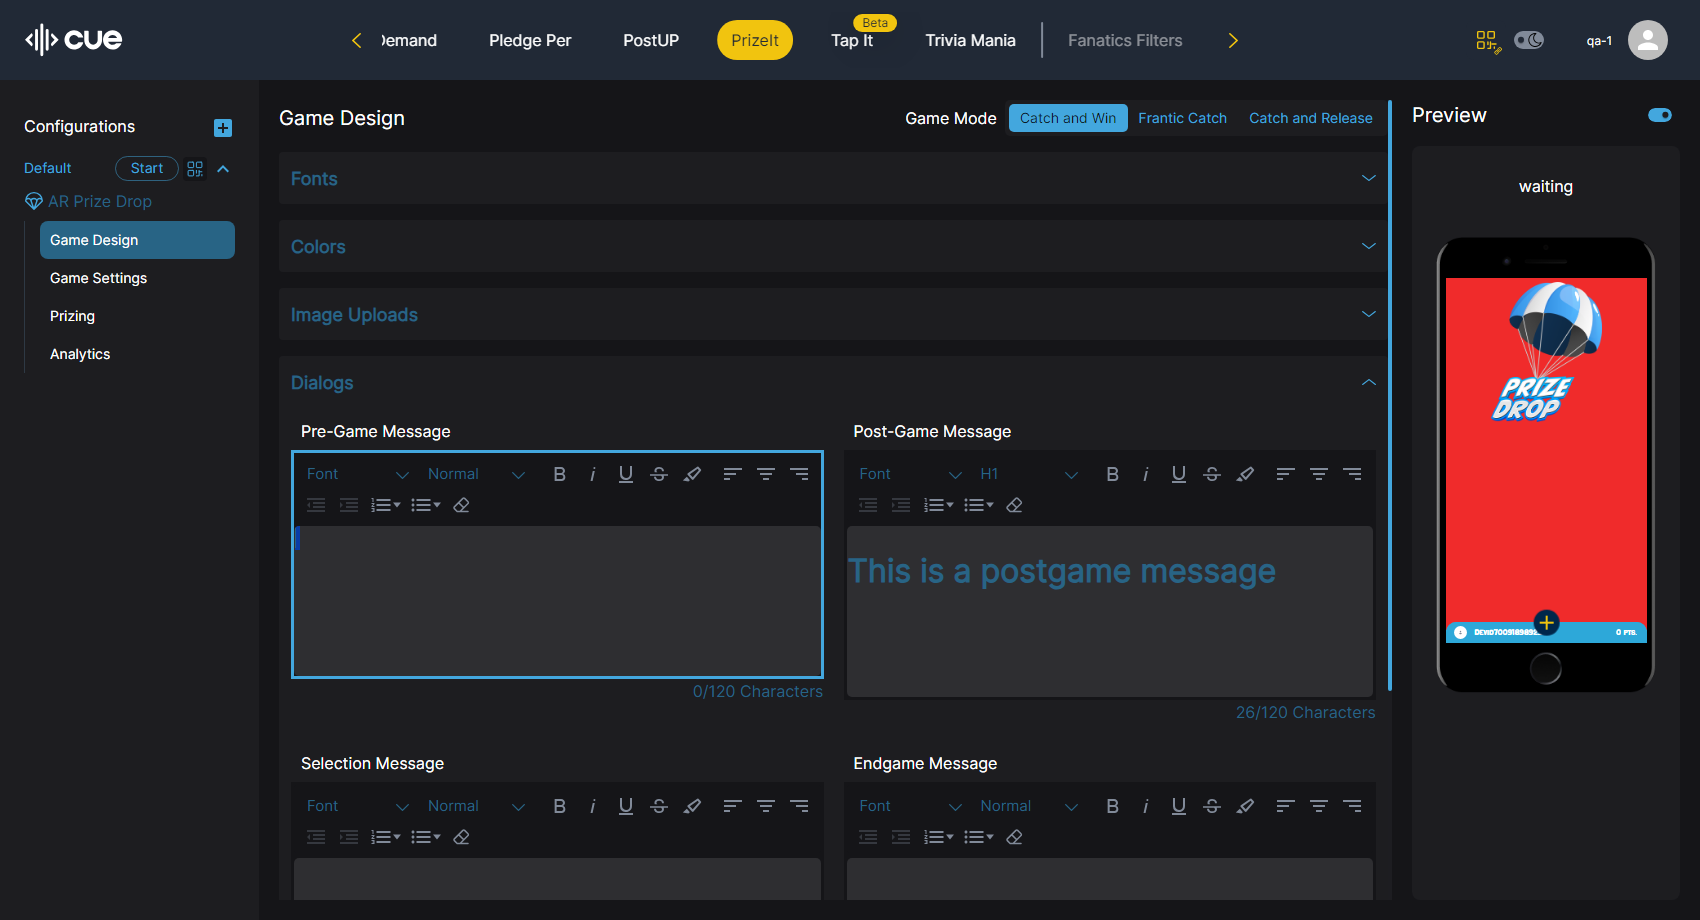 cue
Demand
Pledge Per
PostUP
PrizeIt
Beta
Tap It
Trivia Mania
Fanatics Filters
qa-1
Configurations
Default
Start
AR Prize Drop
Game Design
Game Settings
Prizing
Analytics
Game Design
Game Mode
Catch and Win
Frantic Catch
Catch and Release
Fonts
Colors
Image Uploads
Dialogs
Pre-Game Message
Font
Normal
0/120 Characters
Post-Game Message
Font
H1
This is a postgame message
26/120 Characters
Selection Message
Font
Normal
Endgame Message
Font
Normal
Preview
waiting
PRIZE
DROP
0 PTS.